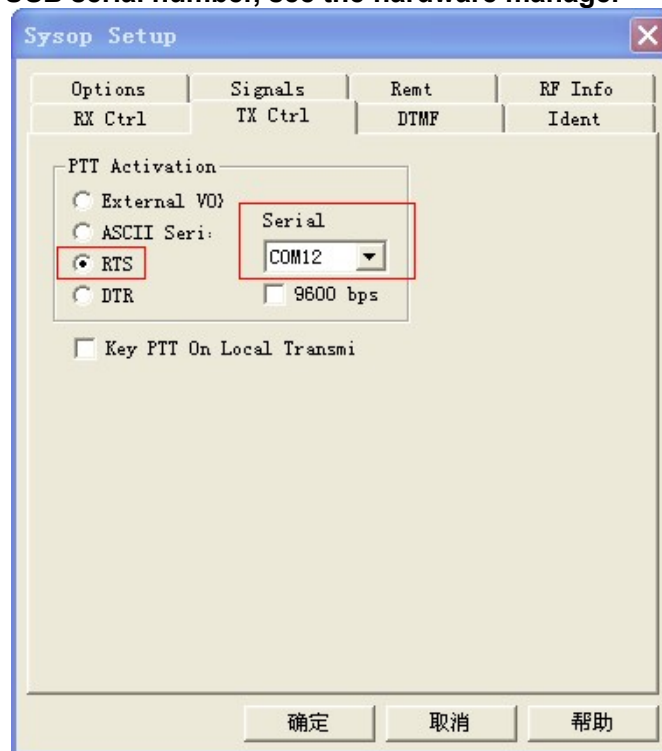 USB serial number, see the hardware manager
Sysop Setup
Options Signals Remt RF Info
RX Ctrl TX Ctrl DTMF Ident
PTT Activation
External VO)
ASCII Seri:
RTS
DTR
Serial
COM12
9600 bps
Key PTT On Local Transmi
确定 取消 帮助